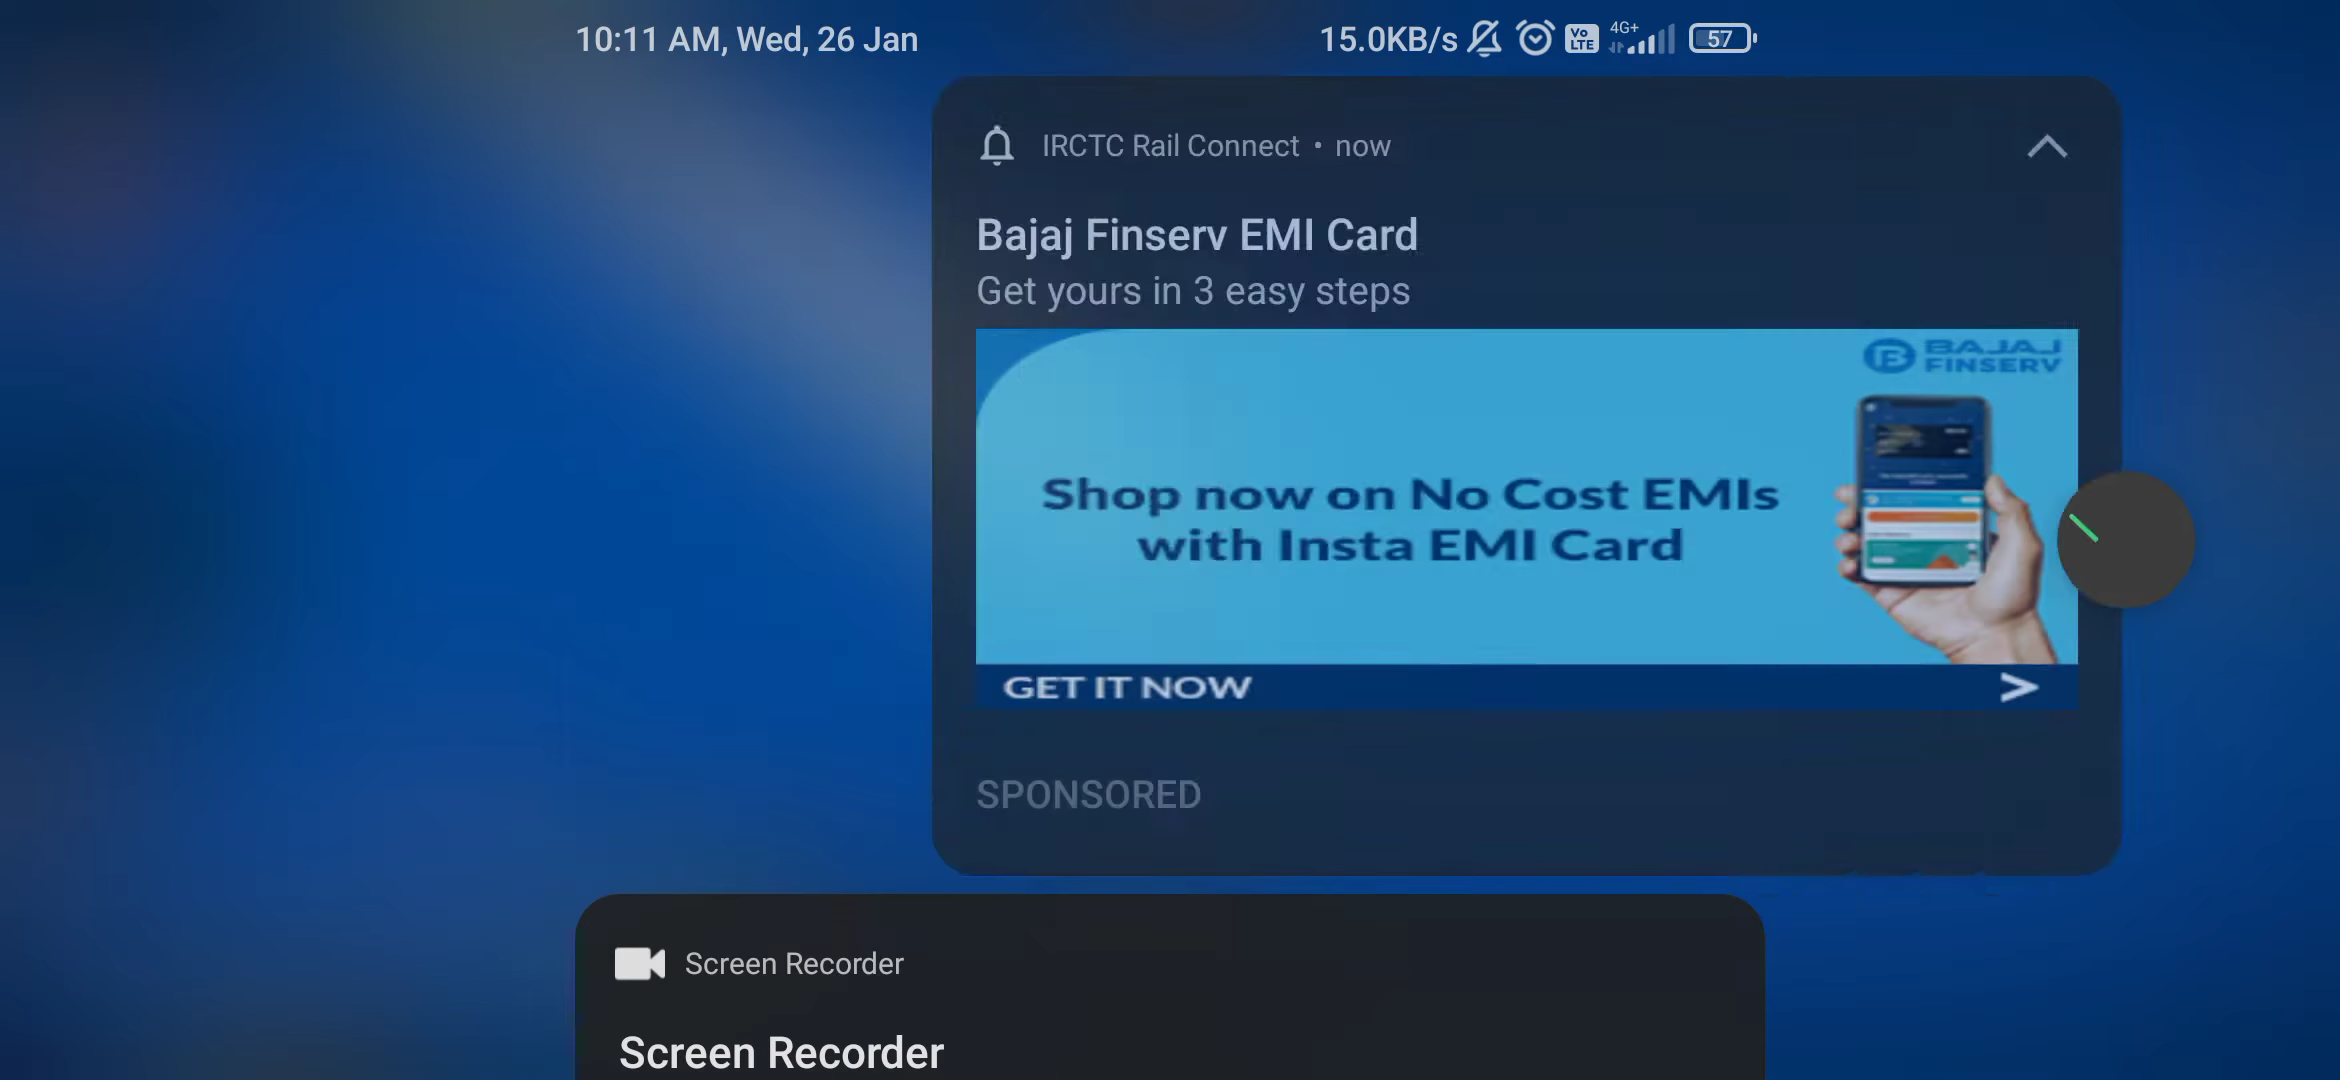 10:11 AM, Wed, 26 Jan
15.0KB/s Vo LTE 4G+ 57
IRCTC Rail Connect • now
Bajaj Finserv EMI Card
Get yours in 3 easy steps
BAJAJ
FINSERV
Shop now on No Cost EMIs
with Insta EMI Card
GET IT NOW >
SPONSORED
Screen Recorder
Screen Recorder